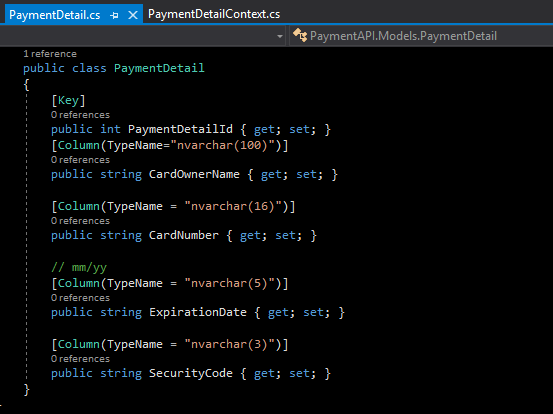 PaymentDetail.cs PaymentDetailContext.cs
PaymentAPI.Models.PaymentDetail
1 reference
public class PaymentDetail
{
[Key]
0 references
public int PaymentDetailId { get; set; }
[Column(TypeName="nvarchar(100)")]
0 references
public string CardOwnerName { get; set; }
[Column(TypeName = "nvarchar(16)")]
0 references
public string CardNumber { get; set; }
// mm/yy
[Column(TypeName = "nvarchar(5)")]
0 references
public string ExpirationDate { get; set; }
[Column(TypeName = "nvarchar(3)")]
0 references
public string SecurityCode { get; set; }
}